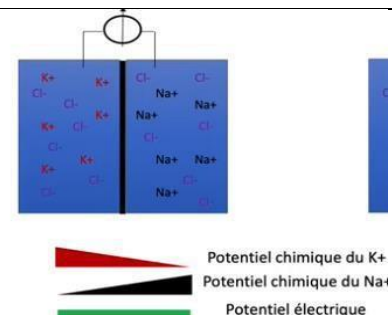 K+ K+ Cl- Cl-
Cl- Na+
Cl- Na+
K+ Na+
K+ Cl- Cl-
Cl- Cl-
K+ Na+ Na+
K+ Cl- Cl-
Cl- Na+ Cl-
Potentiel chimique du K+
Potentiel chimique du Na+
Potentiel électrique